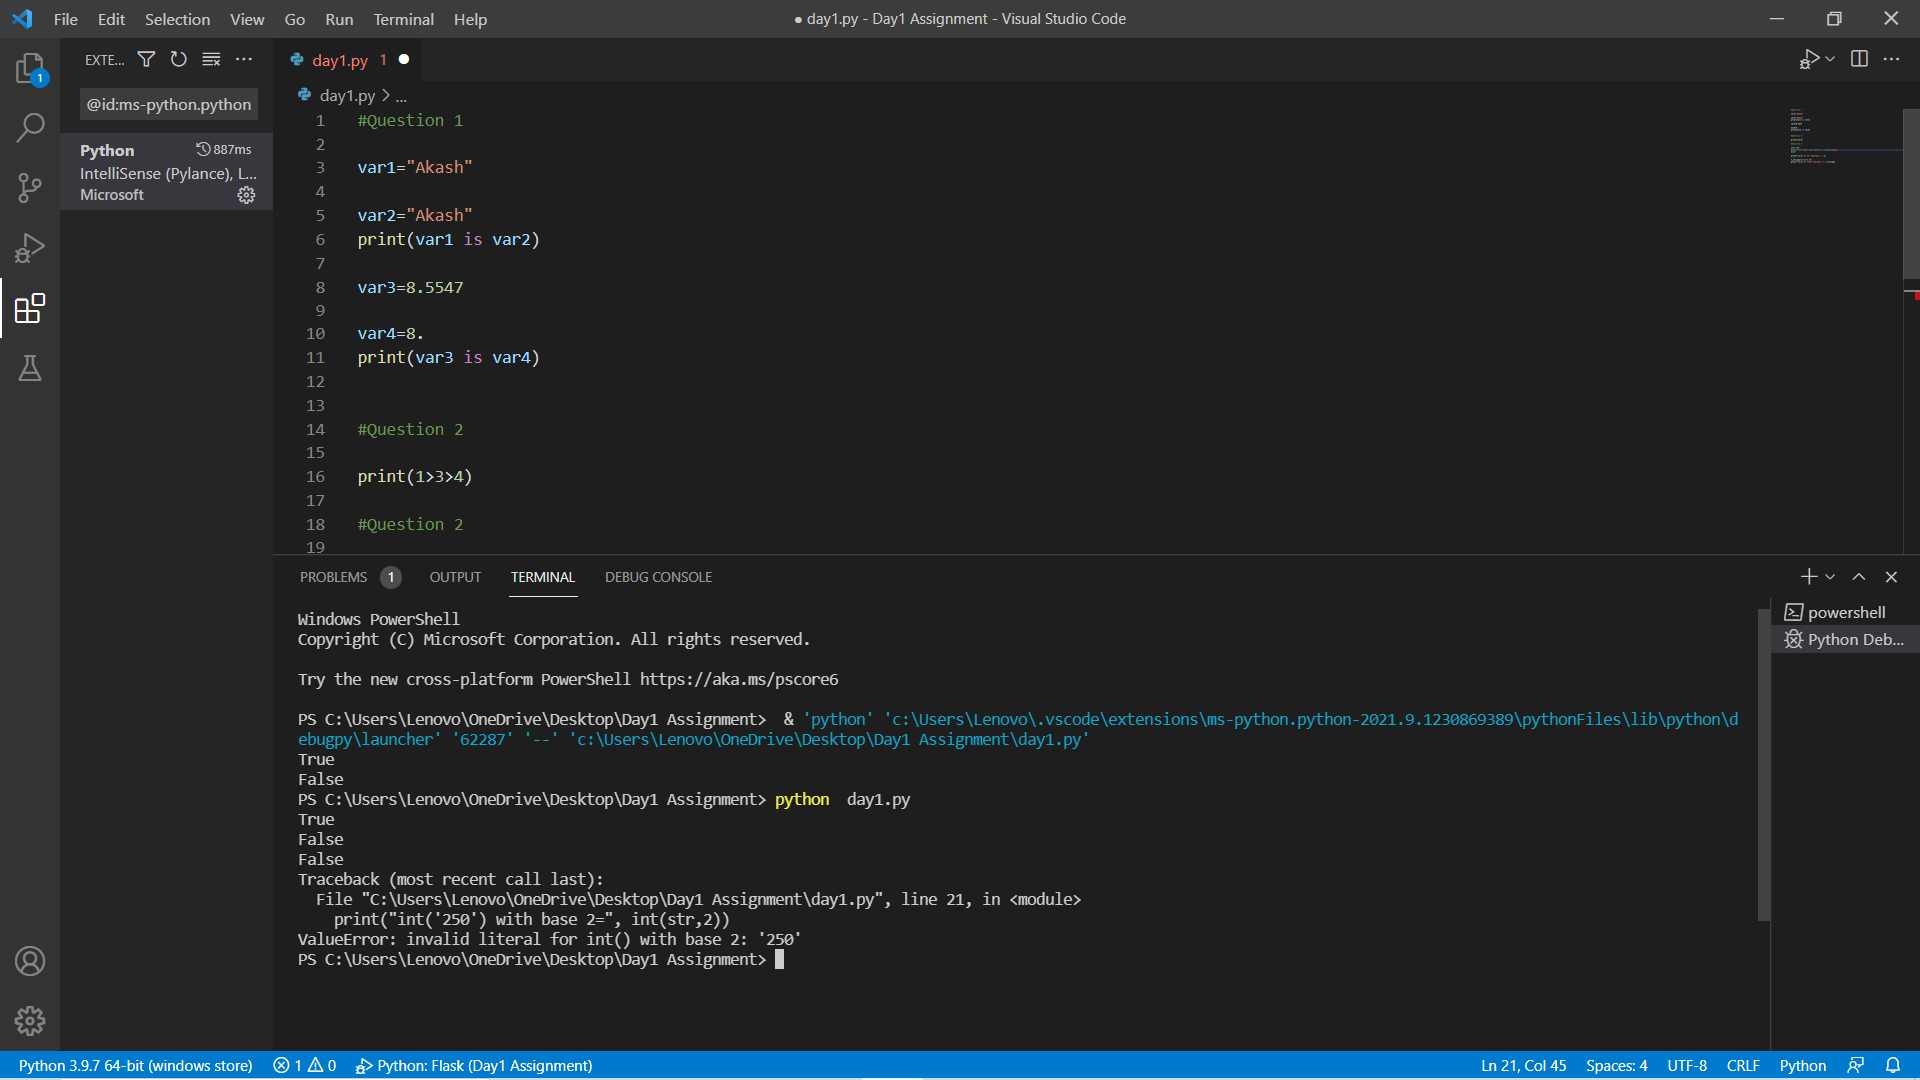 File Edit Selection View Go Run Terminal Help
● day1.py - Day1 Assignment - Visual Studio Code
EXTE...
day1.py 1 ●
@id:ms-python.python
day1.py > ...
1
Python 887ms
IntelliSense (Pylance), L...
Microsoft
1 #Question 1
2
3 var1="Akash"
4
5 var2="Akash"
6 print(var1 is var2)
7
8 var3=8.5547
9
10 var4=8.
11 print(var3 is var4)
12
13
14 #Question 2
15
16 print(1>3>4)
17
18 #Question 2
19
PROBLEMS 1 OUTPUT TERMINAL DEBUG CONSOLE
powershell
Python Deb...
Windows PowerShell
Copyright (C) Microsoft Corporation. All rights reserved.
Try the new cross-platform PowerShell https://aka.ms/pscore6
PS C:\Users\Lenovo\OneDrive\Desktop\Day1 Assignment>  & 'python' 'c:\Users\Lenovo\.vscode\extensions\ms-python.python-2021.9.1230869389\pythonFiles\lib\python\d
ebugpy\launcher' '62287' '--' 'c:\Users\Lenovo\OneDrive\Desktop\Day1 Assignment\day1.py'
True
False
PS C:\Users\Lenovo\OneDrive\Desktop\Day1 Assignment> python  day1.py
True
False
False
Traceback (most recent call last):
  File "C:\Users\Lenovo\OneDrive\Desktop\Day1 Assignment\day1.py", line 21, in <module>
    print("int('250') with base 2=", int(str,2))
ValueError: invalid literal for int() with base 2: '250'
PS C:\Users\Lenovo\OneDrive\Desktop\Day1 Assignment>
Python 3.9.7 64-bit (windows store) 1 0 Python: Flask (Day1 Assignment) Ln 21, Col 45 Spaces: 4 UTF-8 CRLF Python